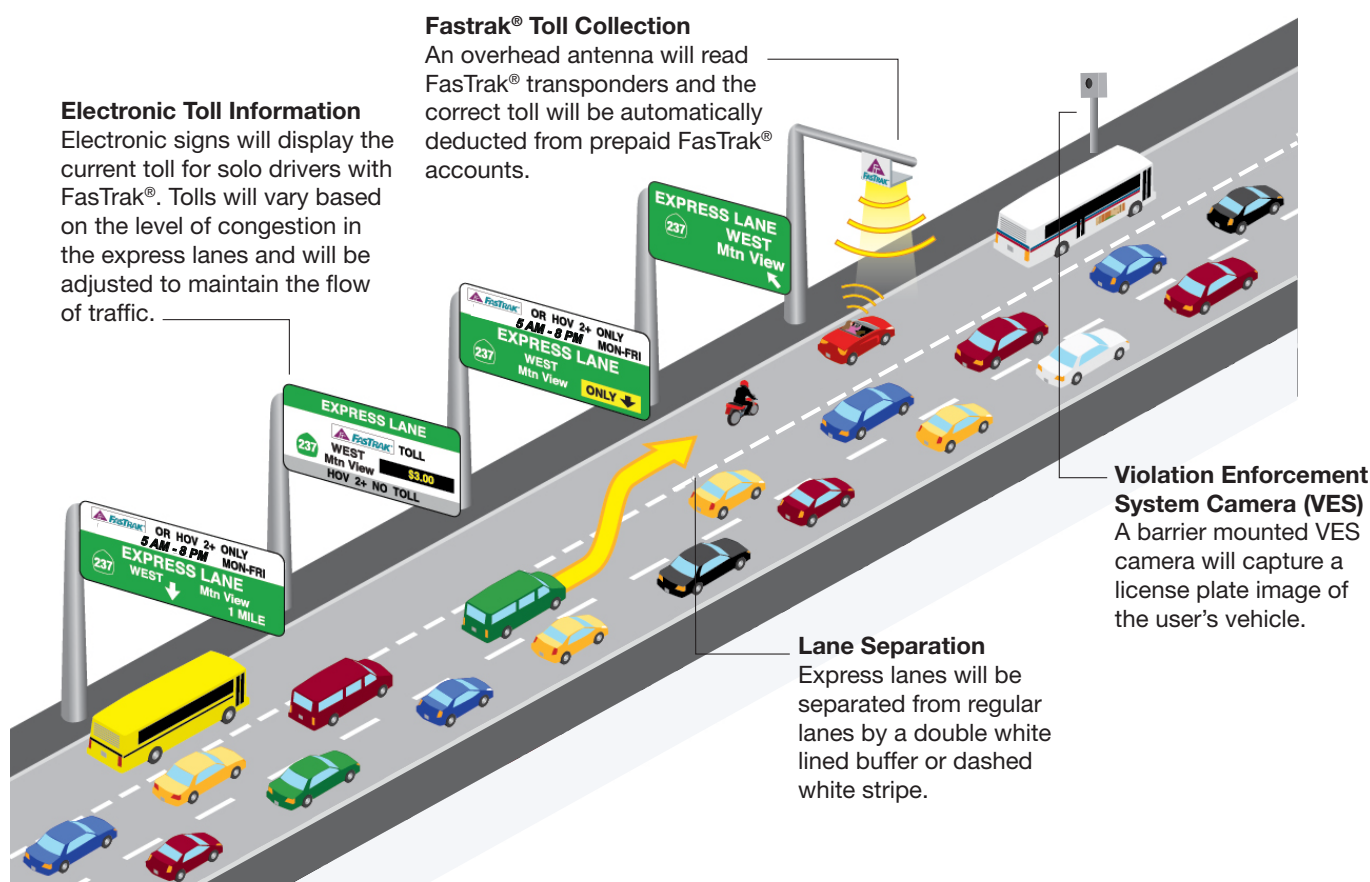 Fastrak® Toll Collection
An overhead antenna will read
FasTrak® transponders and the
correct toll will be automatically
deducted from prepaid FasTrak®
accounts.
Electronic Toll Information
Electronic signs will display the
current toll for solo drivers with
FasTrak®. Tolls will vary based
on the level of congestion in
the express lanes and will be
adjusted to maintain the flow
of traffic.
FASTRAK
EXPRESS LANE
237
WEST
Mtn View
FASTRAK
OR HOV 2+ ONLY
5 AM - 8 PM
MON-FRI
EXPRESS LANE
237
WEST
Mtn View
ONLY
EXPRESS LANE
FASTRAK TOLL
237
WEST
Mtn View
$3.00
HOV 2+ NO TOLL
FASTRAK
OR HOV 2+ ONLY
5 AM - 8 PM
MON-FRI
EXPRESS LANE
237
WEST
Mtn View
1 MILE
Violation Enforcement
System Camera (VES)
A barrier mounted VES
camera will capture a
license plate image of
the user’s vehicle.
Lane Separation
Express lanes will be
separated from regular
lanes by a double white
lined buffer or dashed
white stripe.